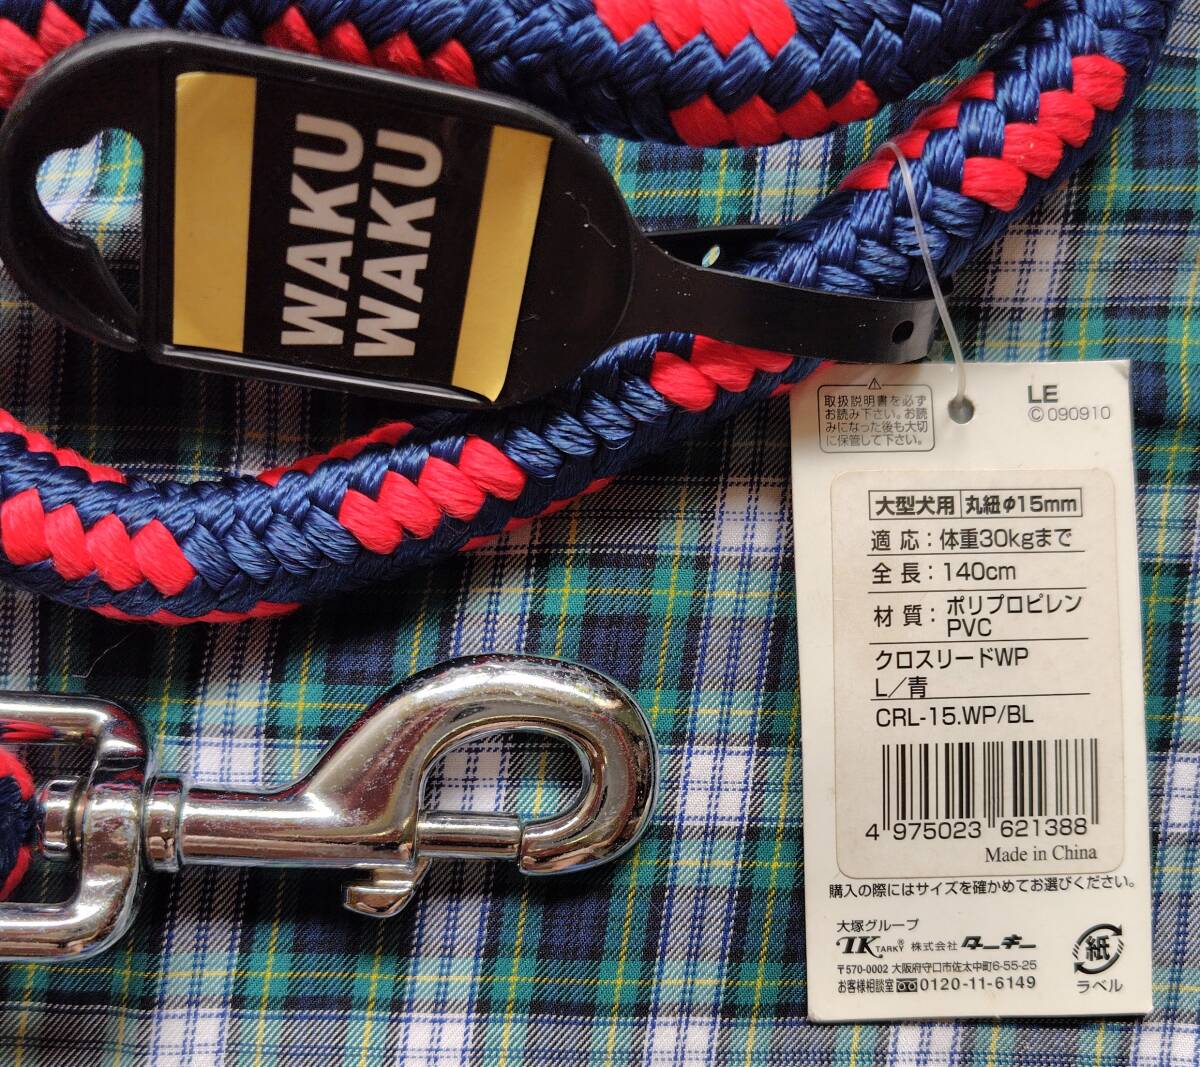 WAKU
WAKU
取扱説明書を必ず
お読み下さい。お読
みになった後も大切
に保管して下さい。
LE
©090910
大型犬用 丸紐φ15mm
適応：体重30kgまで
全長：140cm
材質：ポリプロピレン
PVC
クロスリードWP
L／青
CRL-15.WP/BL
4 975023 621388
Made in China
購入の際にはサイズを確かめてお選びください。
大塚グループ
TK TARKY® 株式会社 ターキー
〒570-0002 大阪府守口市佐太中町6-55-25
お客様相談室 0120-11-6149
紙
ラベル